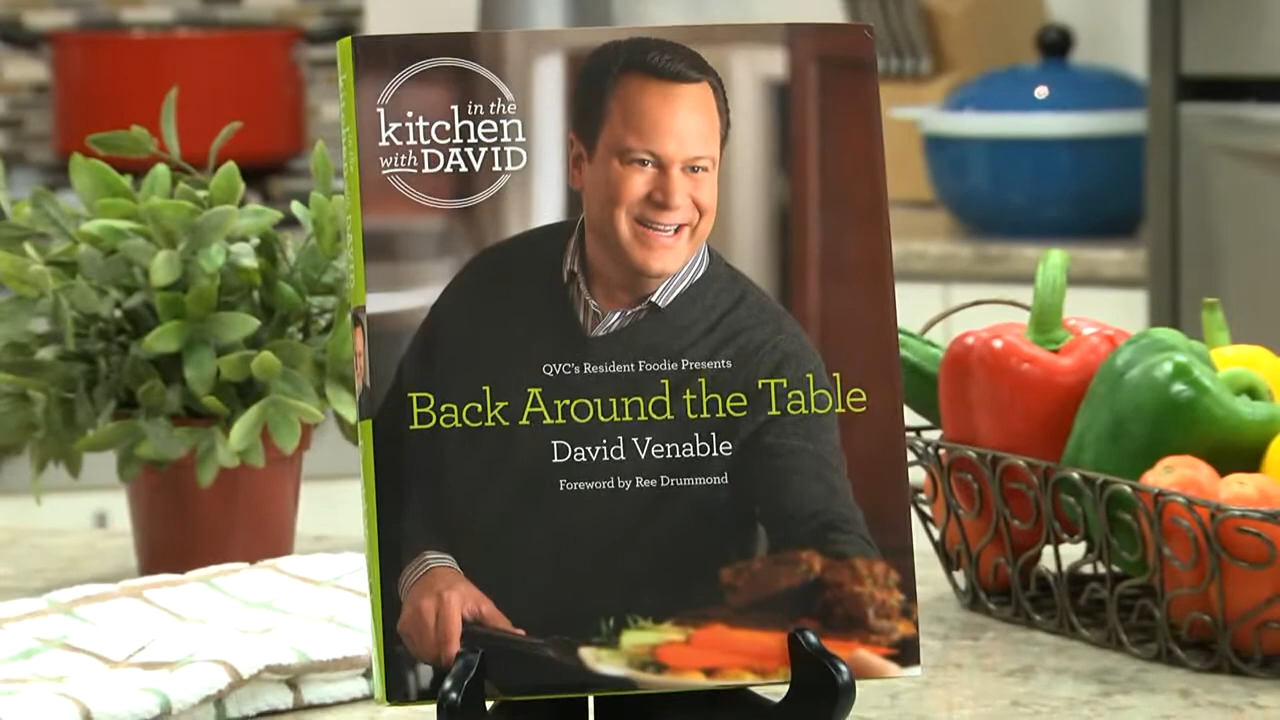 in the
kitchen
with DAVID
QVC's Resident Foodie Presents
Back Around the Table
David Venable
Foreword by Ree Drummond